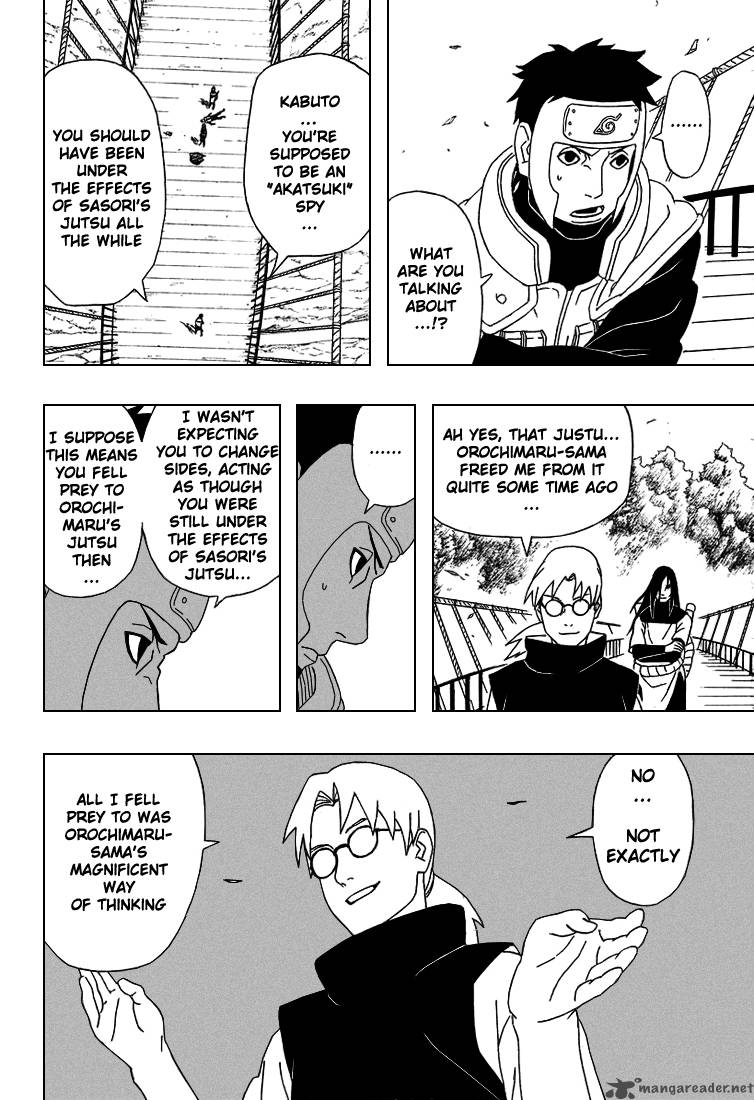 ......
WHAT
ARE YOU
TALKING
ABOUT
...!?
KABUTO
...
YOU'RE
SUPPOSED
TO BE AN
"AKATSUKI"
SPY
...
YOU SHOULD
HAVE BEEN
UNDER
THE EFFECTS
OF SASORI'S
JUTSU ALL
THE WHILE
AH YES, THAT JUSTU...
OROCHIMARU-SAMA
FREED ME FROM IT
QUITE SOME TIME AGO
...
......
I WASN'T
EXPECTING
YOU TO CHANGE
SIDES, ACTING
AS THOUGH
YOU WERE
STILL UNDER
THE EFFECTS
OF SASORI'S
JUTSU...
I SUPPOSE
THIS MEANS
YOU FELL
PREY TO
OROCHI-
MARU'S
JUTSU
THEN
...
NO
...
NOT
EXACTLY
ALL I FELL
PREY TO WAS
OROCHIMARU-
SAMA'S
MAGNIFICENT
WAY
OF THINKING
mangareader.net